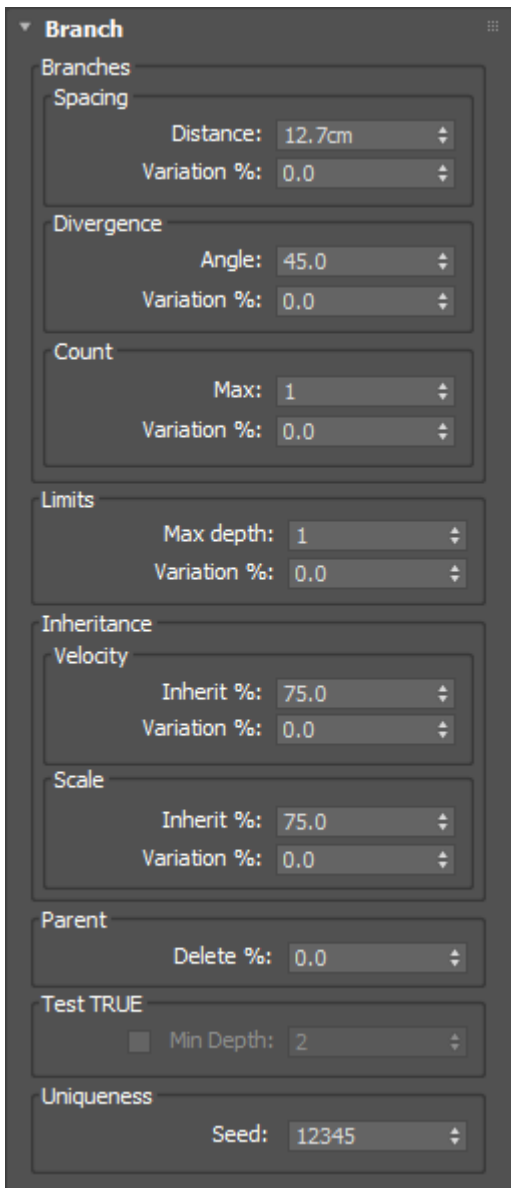 Branch
Branches
Spacing
Distance: 12.7cm
Variation %: 0.0
Divergence
Angle: 45.0
Variation %: 0.0
Count
Max: 1
Variation %: 0.0
Limits
Max depth: 1
Variation %: 0.0
Inheritance
Velocity
Inherit %: 75.0
Variation %: 0.0
Scale
Inherit %: 75.0
Variation %: 0.0
Parent
Delete %: 0.0
Test TRUE
Min Depth: 2
Uniqueness
Seed: 12345